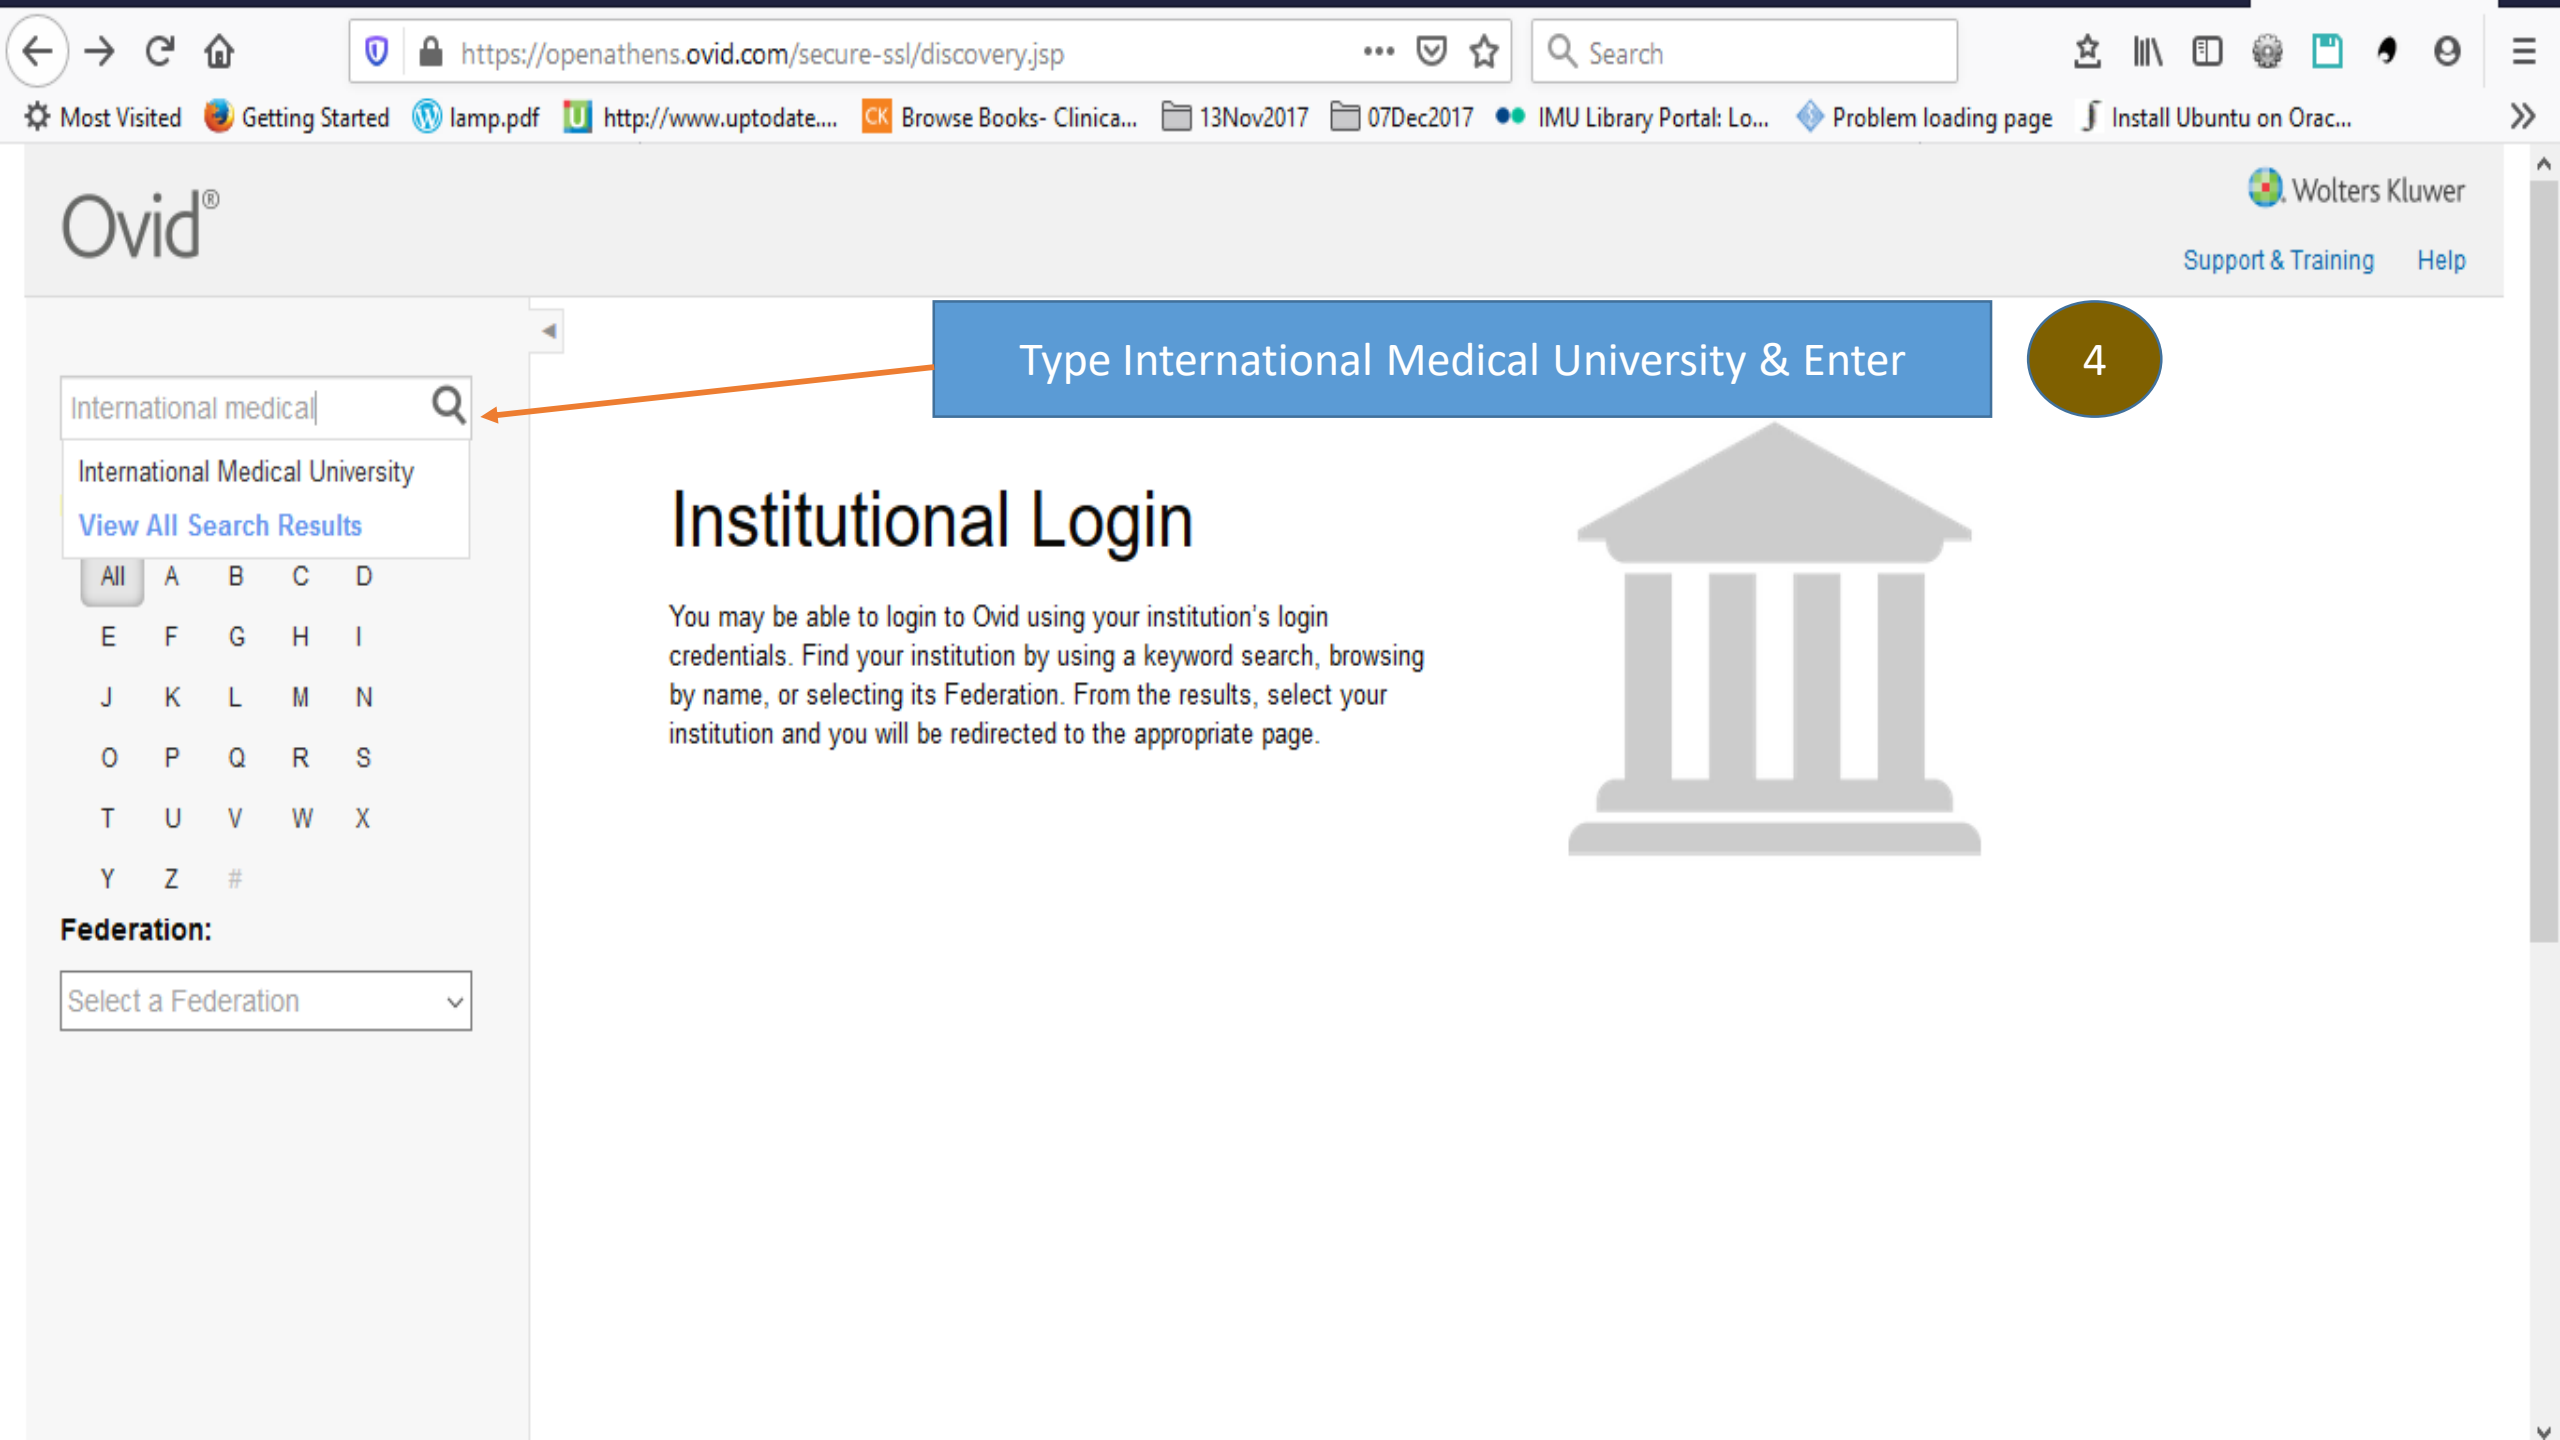 https://openathens.ovid.com/secure-ssl/discovery.jsp
Search
Most Visited Getting Started lamp.pdf http://www.uptodate.... CK Browse Books- Clinica... 13Nov2017 07Dec2017 IMU Library Portal: Lo... Problem loading page Install Ubuntu on Orac...
Ovid®
Wolters Kluwer
Support & Training Help
Type International Medical University & Enter
4
International medical
International Medical University
View All Search Results
All A B C D
E F G H I
J K L M N
O P Q R S
T U V W X
Y Z #
Federation:
Select a Federation
Institutional Login
You may be able to login to Ovid using your institution's login
credentials. Find your institution by using a keyword search, browsing
by name, or selecting its Federation. From the results, select your
institution and you will be redirected to the appropriate page.